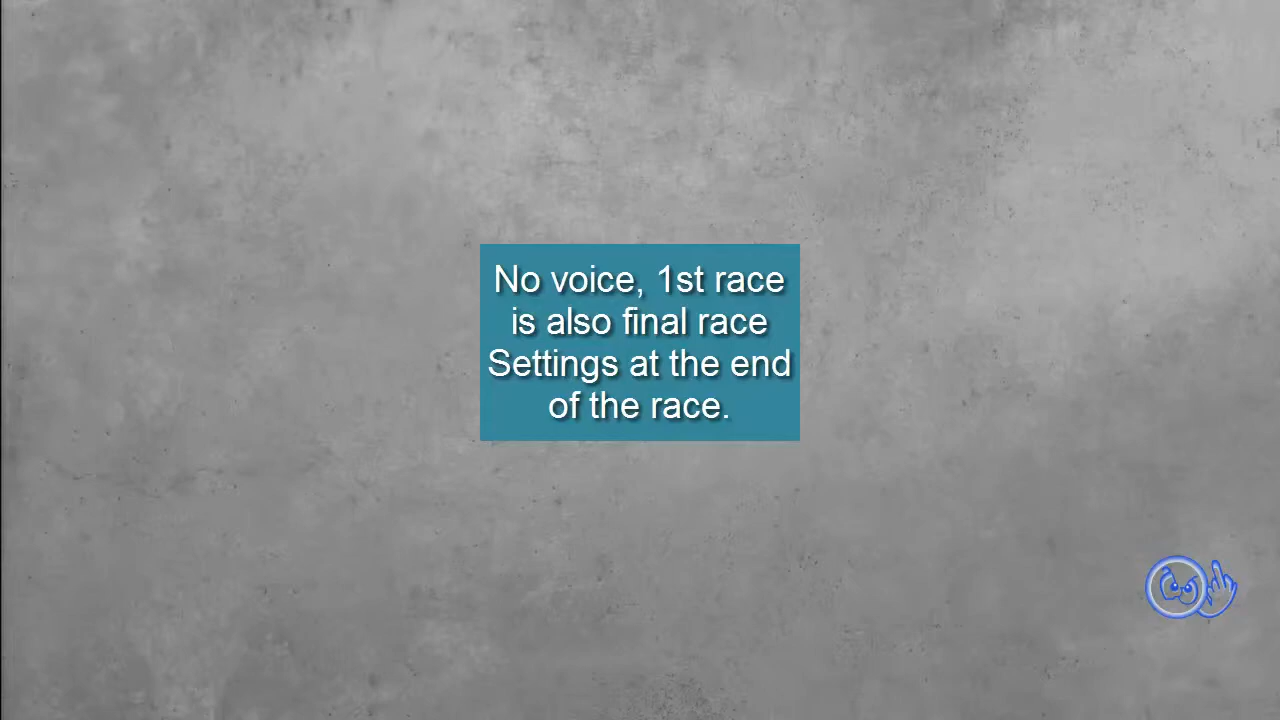 No voice, 1st race
is also final race
Settings at the end
of the race.